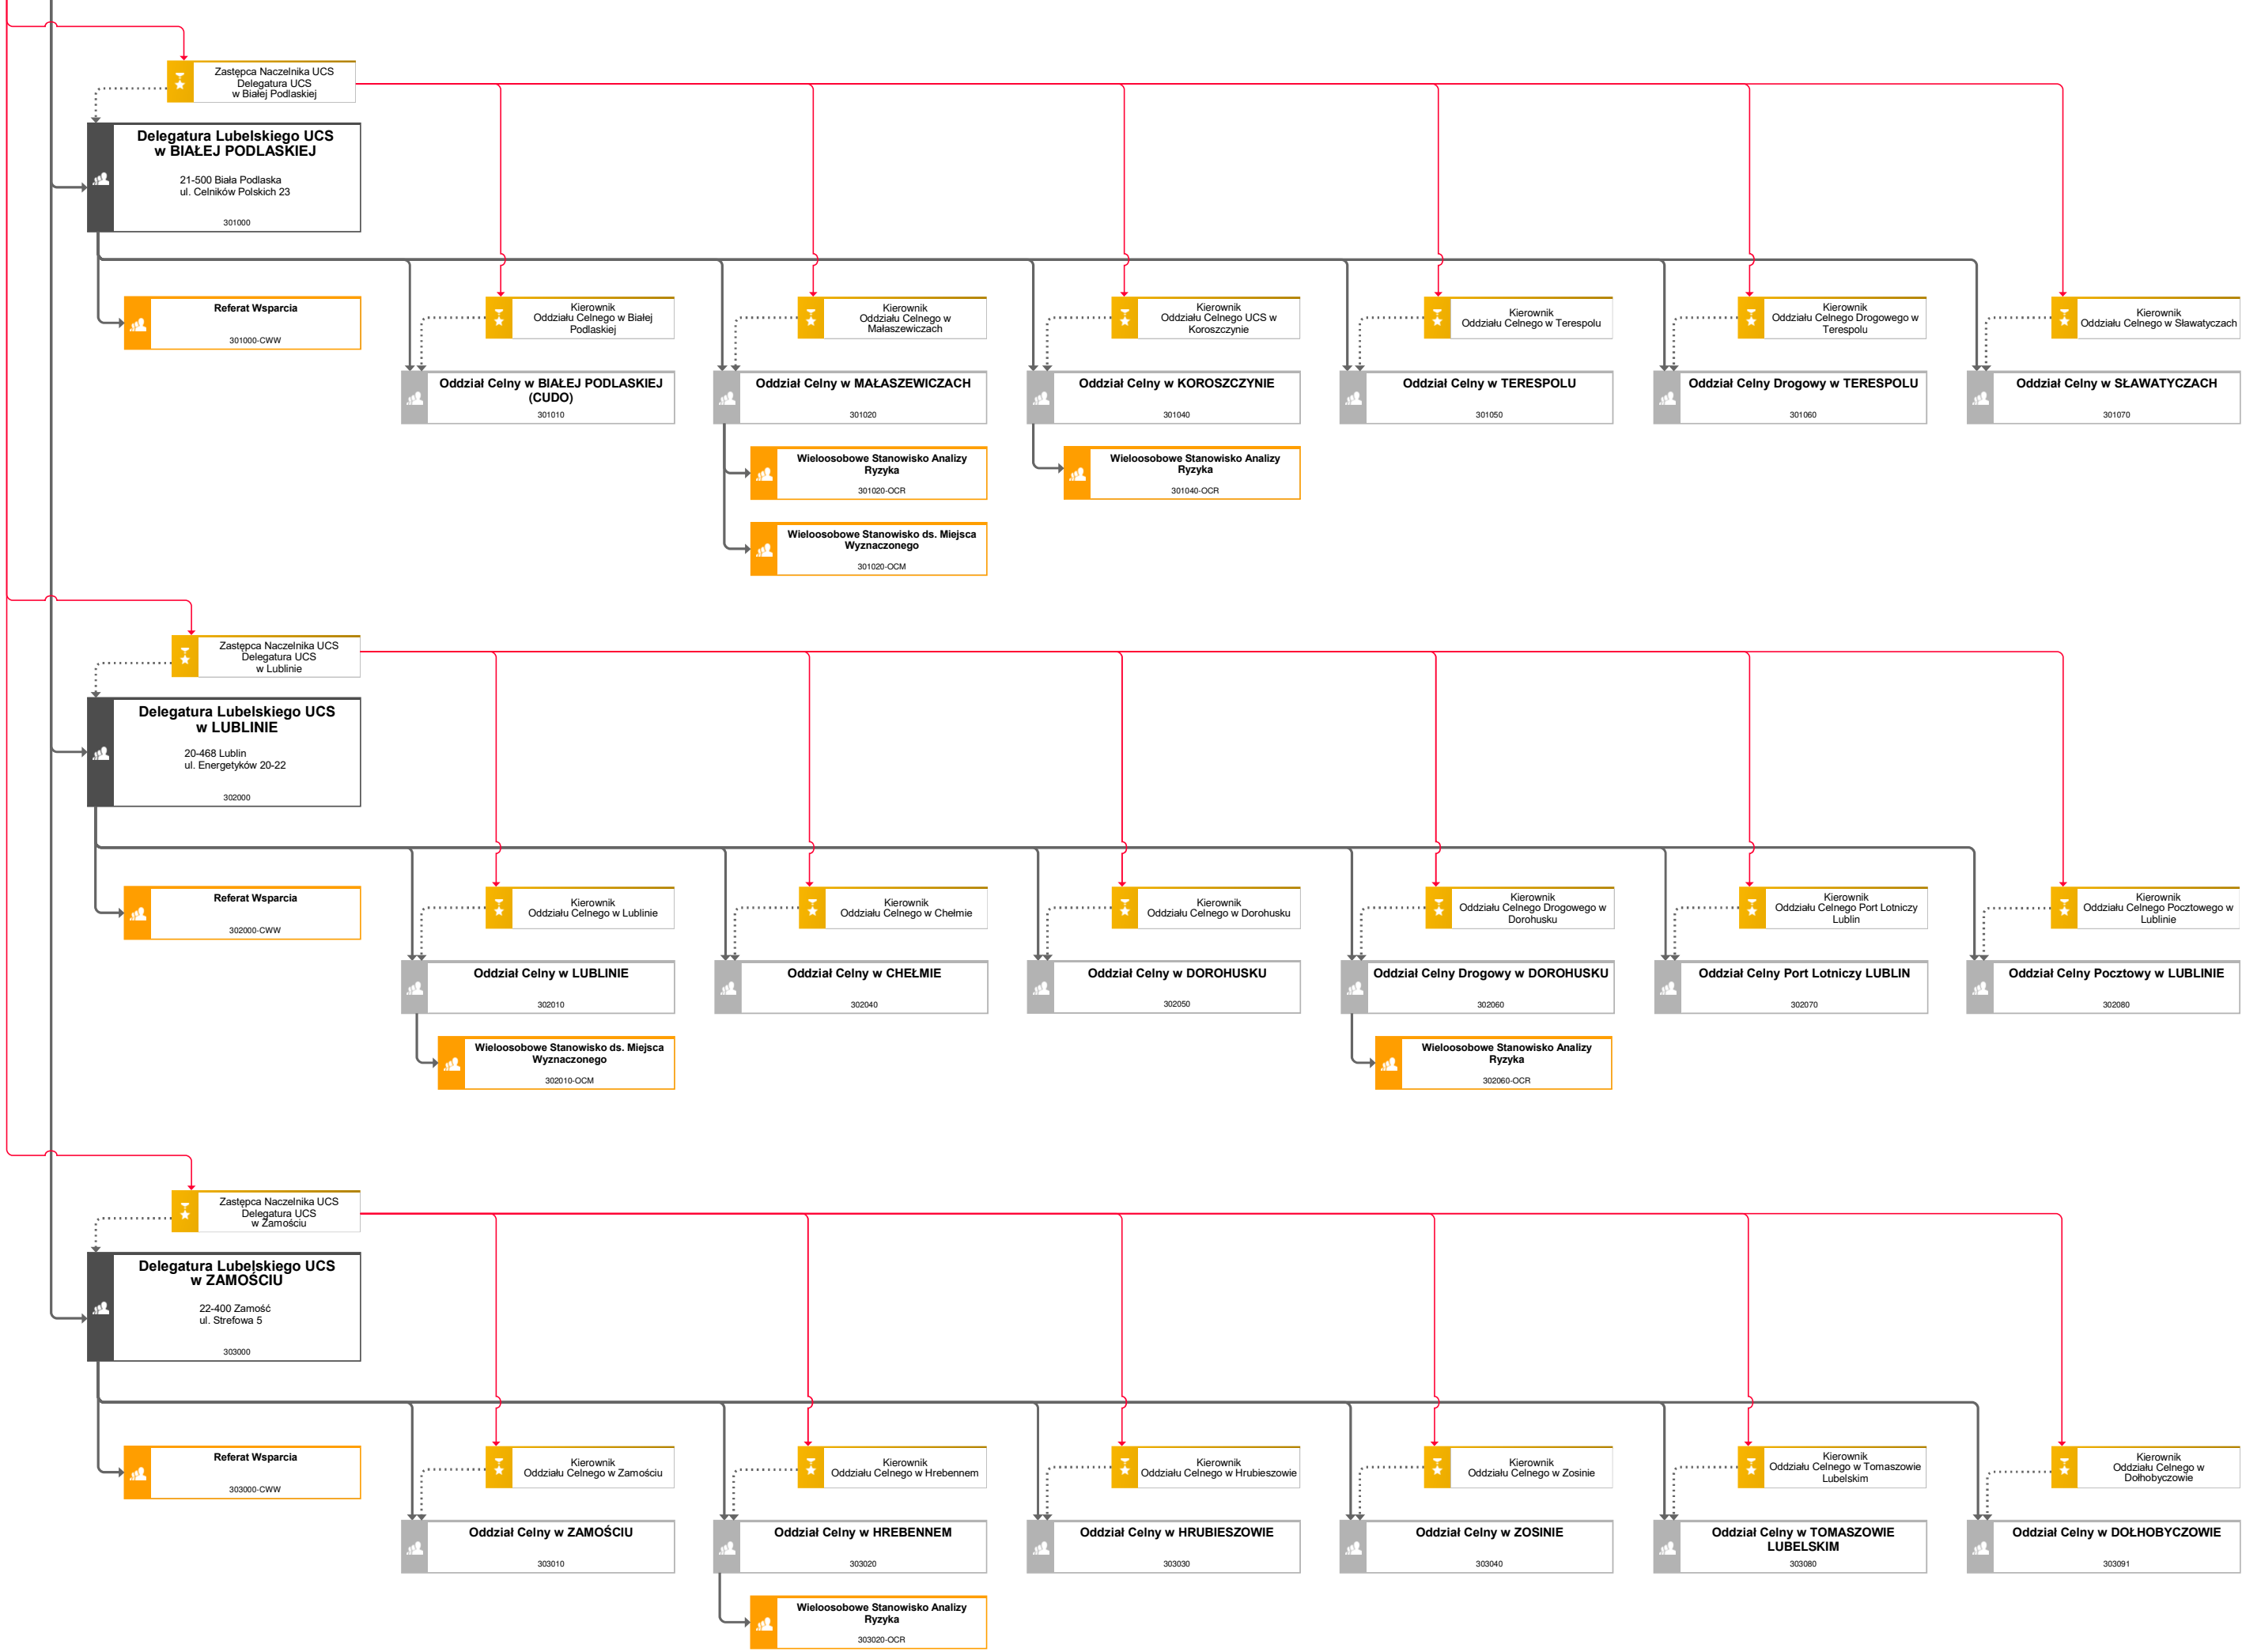 Zastępca Naczelnika UCS
Delegatura UCS
w Białej Podlaskiej
Delegatura Lubelskiego UCS
w BIAŁEJ PODLASKIEJ
21-500 Biała Podlaska
ul. Celników Polskich 23
301000
Referat Wsparcia
301000-CWW
Kierownik
Oddziału Celnego w Białej
Podlaskiej
Kierownik
Oddziału Celnego w
Małaszewiczach
Kierownik
Oddziału Celnego UCS w
Koroszczynie
Kierownik
Oddziału Celnego w Terespolu
Kierownik
Oddziału Celnego Drogowego w
Terespolu
Kierownik
Oddziału Celnego w Sławatyczach
Oddział Celny w BIAŁEJ PODLASKIEJ
(CUDO)
301010
Oddział Celny w MAŁASZEWICZACH
301020
Oddział Celny w KOROSZCZYNIE
301040
Oddział Celny w TERESPOLU
301050
Oddział Celny Drogowy w TERESPOLU
301060
Oddział Celny w SŁAWATYCZACH
301070
Wieloosobowe Stanowisko Analizy
Ryzyka
301020-OCR
Wieloosobowe Stanowisko Analizy
Ryzyka
301040-OCR
Wieloosobowe Stanowisko ds. Miejsca
Wyznaczonego
301020-OCM
Zastępca Naczelnika UCS
Delegatura UCS
w Lublinie
Delegatura Lubelskiego UCS
w LUBLINIE
20-468 Lublin
ul. Energetyków 20-22
302000
Referat Wsparcia
302000-CWW
Kierownik
Oddziału Celnego w Lublinie
Kierownik
Oddziału Celnego w Chełmie
Kierownik
Oddziału Celnego w Dorohusku
Kierownik
Oddziału Celnego Drogowego w
Dorohusku
Kierownik
Oddziału Celnego Port Lotniczy
Lublin
Kierownik
Oddziału Celnego Pocztowego w
Lublinie
Oddział Celny w LUBLINIE
302010
Oddział Celny w CHEŁMIE
302040
Oddział Celny w DOROHUSKU
302050
Oddział Celny Drogowy w DOROHUSKU
302060
Oddział Celny Port Lotniczy LUBLIN
302070
Oddział Celny Pocztowy w LUBLINIE
302080
Wieloosobowe Stanowisko ds. Miejsca
Wyznaczonego
302010-OCM
Wieloosobowe Stanowisko Analizy
Ryzyka
302060-OCR
Zastępca Naczelnika UCS
Delegatura UCS
w Zamościu
Delegatura Lubelskiego UCS
w ZAMOŚCIU
22-400 Zamość
ul. Strefowa 5
303000
Referat Wsparcia
303000-CWW
Kierownik
Oddziału Celnego w Zamościu
Kierownik
Oddziału Celnego w Hrebennem
Kierownik
Oddziału Celnego w Hrubieszowie
Kierownik
Oddziału Celnego w Zosinie
Kierownik
Oddziału Celnego w Tomaszowie
Lubelskim
Kierownik
Oddziału Celnego w
Dołhobyczowie
Oddział Celny w ZAMOŚCIU
303010
Oddział Celny w HREBENNEM
303020
Oddział Celny w HRUBIESZOWIE
303030
Oddział Celny w ZOSINIE
303040
Oddział Celny w TOMASZOWIE
LUBELSKIM
303080
Oddział Celny w DOŁHOBYCZOWIE
303091
Wieloosobowe Stanowisko Analizy
Ryzyka
303020-OCR